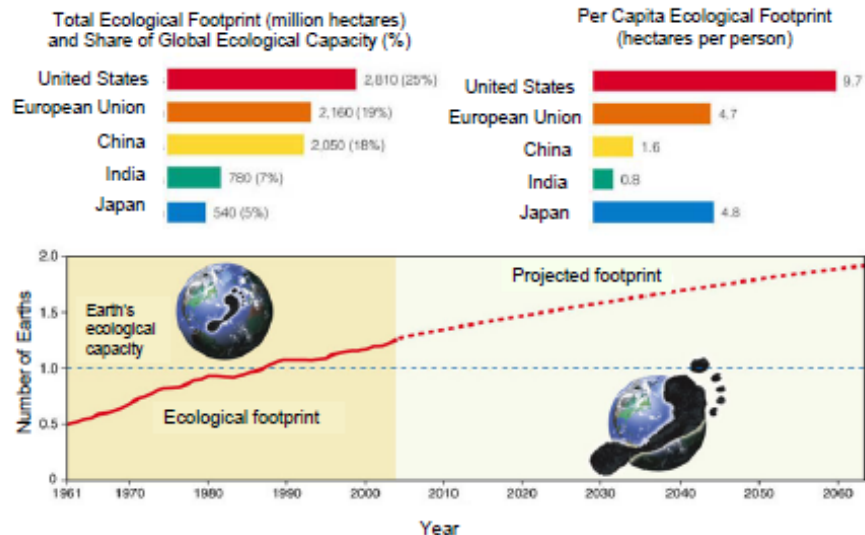 Total Ecological Footprint (million hectares)
and Share of Global Ecological Capacity (%)
United States
2,810 (25%)
European Union
2,160 (19%)
China
2,050 (18%)
India
780 (7%)
Japan
540 (5%)
Per Capita Ecological Footprint
(hectares per person)
United States
9.7
European Union
4.7
China
1.6
India
0.8
Japan
4.8
Number of Earths
2.0
1.5
1.0
0.5
0
Earth's
ecological
capacity
Ecological footprint
Projected footprint
1961
1970
1980
1990
2000
2010
2020
2030
2040
2050
2060
Year